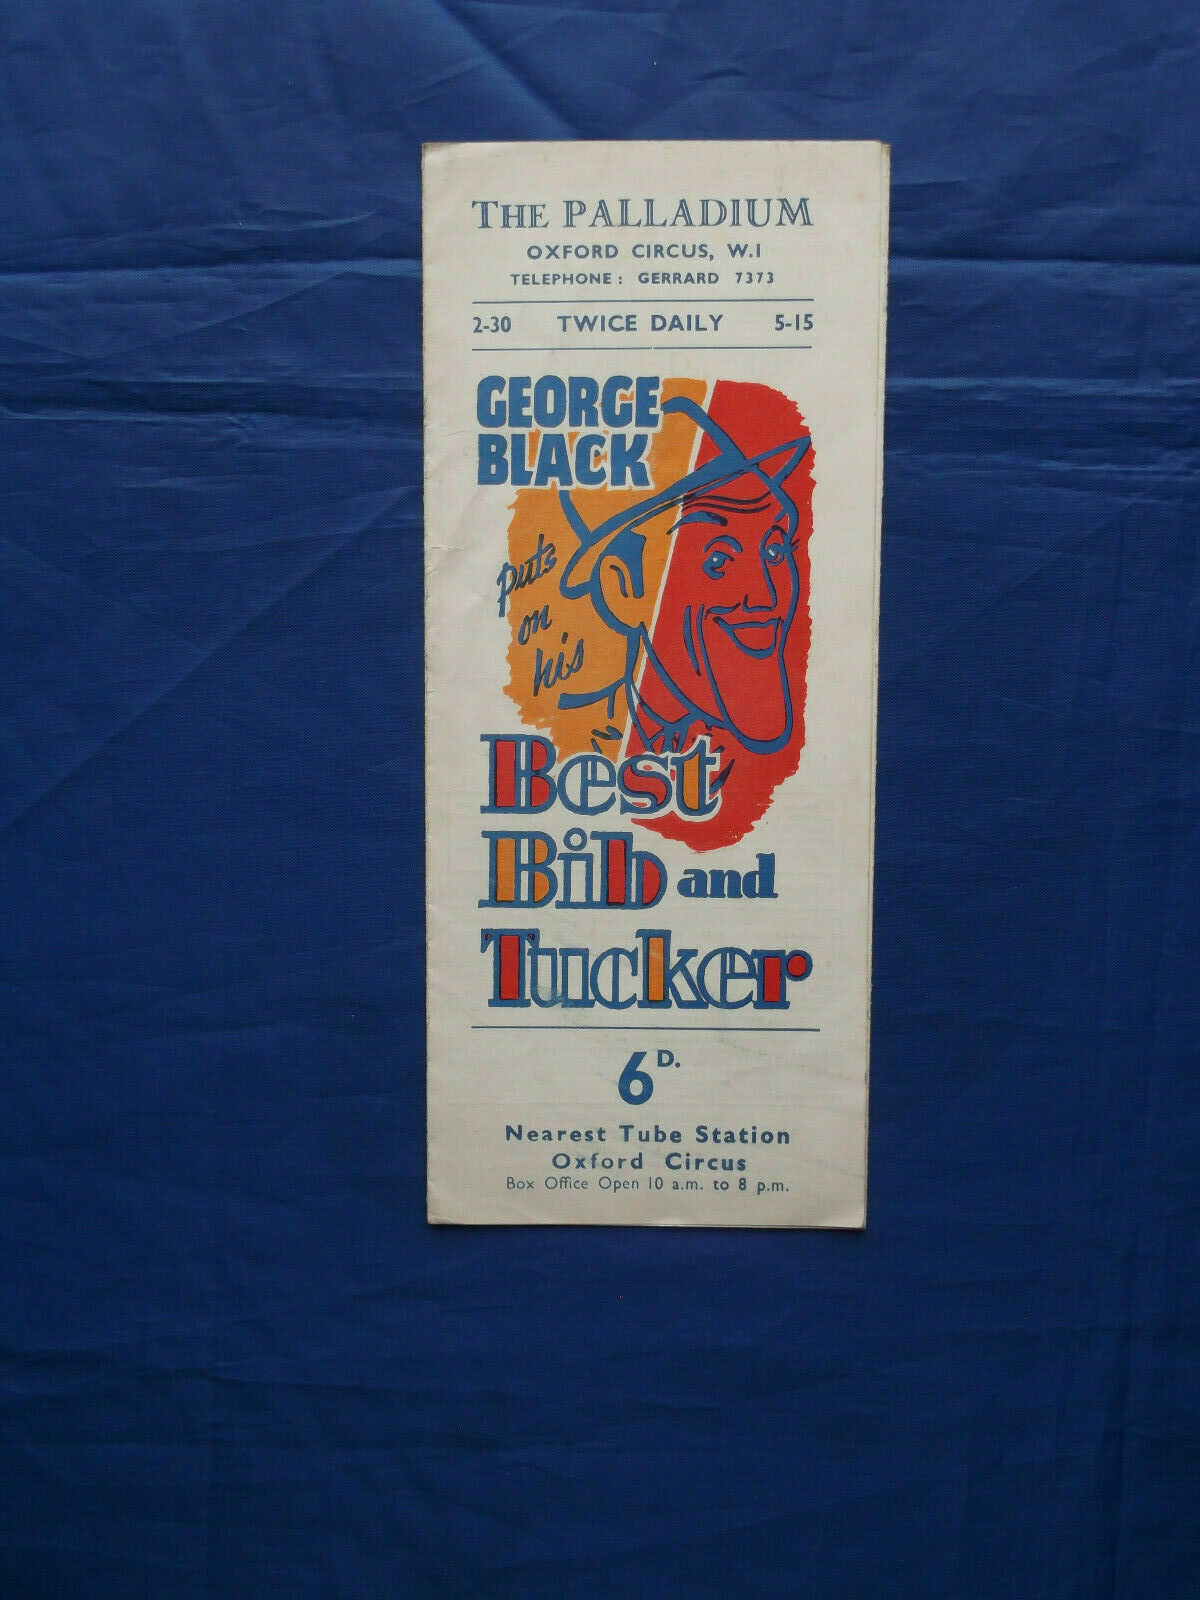 THE PALLADIUM
OXFORD CIRCUS, W.I
TELEPHONE : GERRARD 7373
2-30 TWICE DAILY 5-15
GEORGE
BLACK
puts
on
his
Best
Bib and
Tucker
6D.
Nearest Tube Station
Oxford Circus
Box Office Open 10 a.m. to 8 p.m.